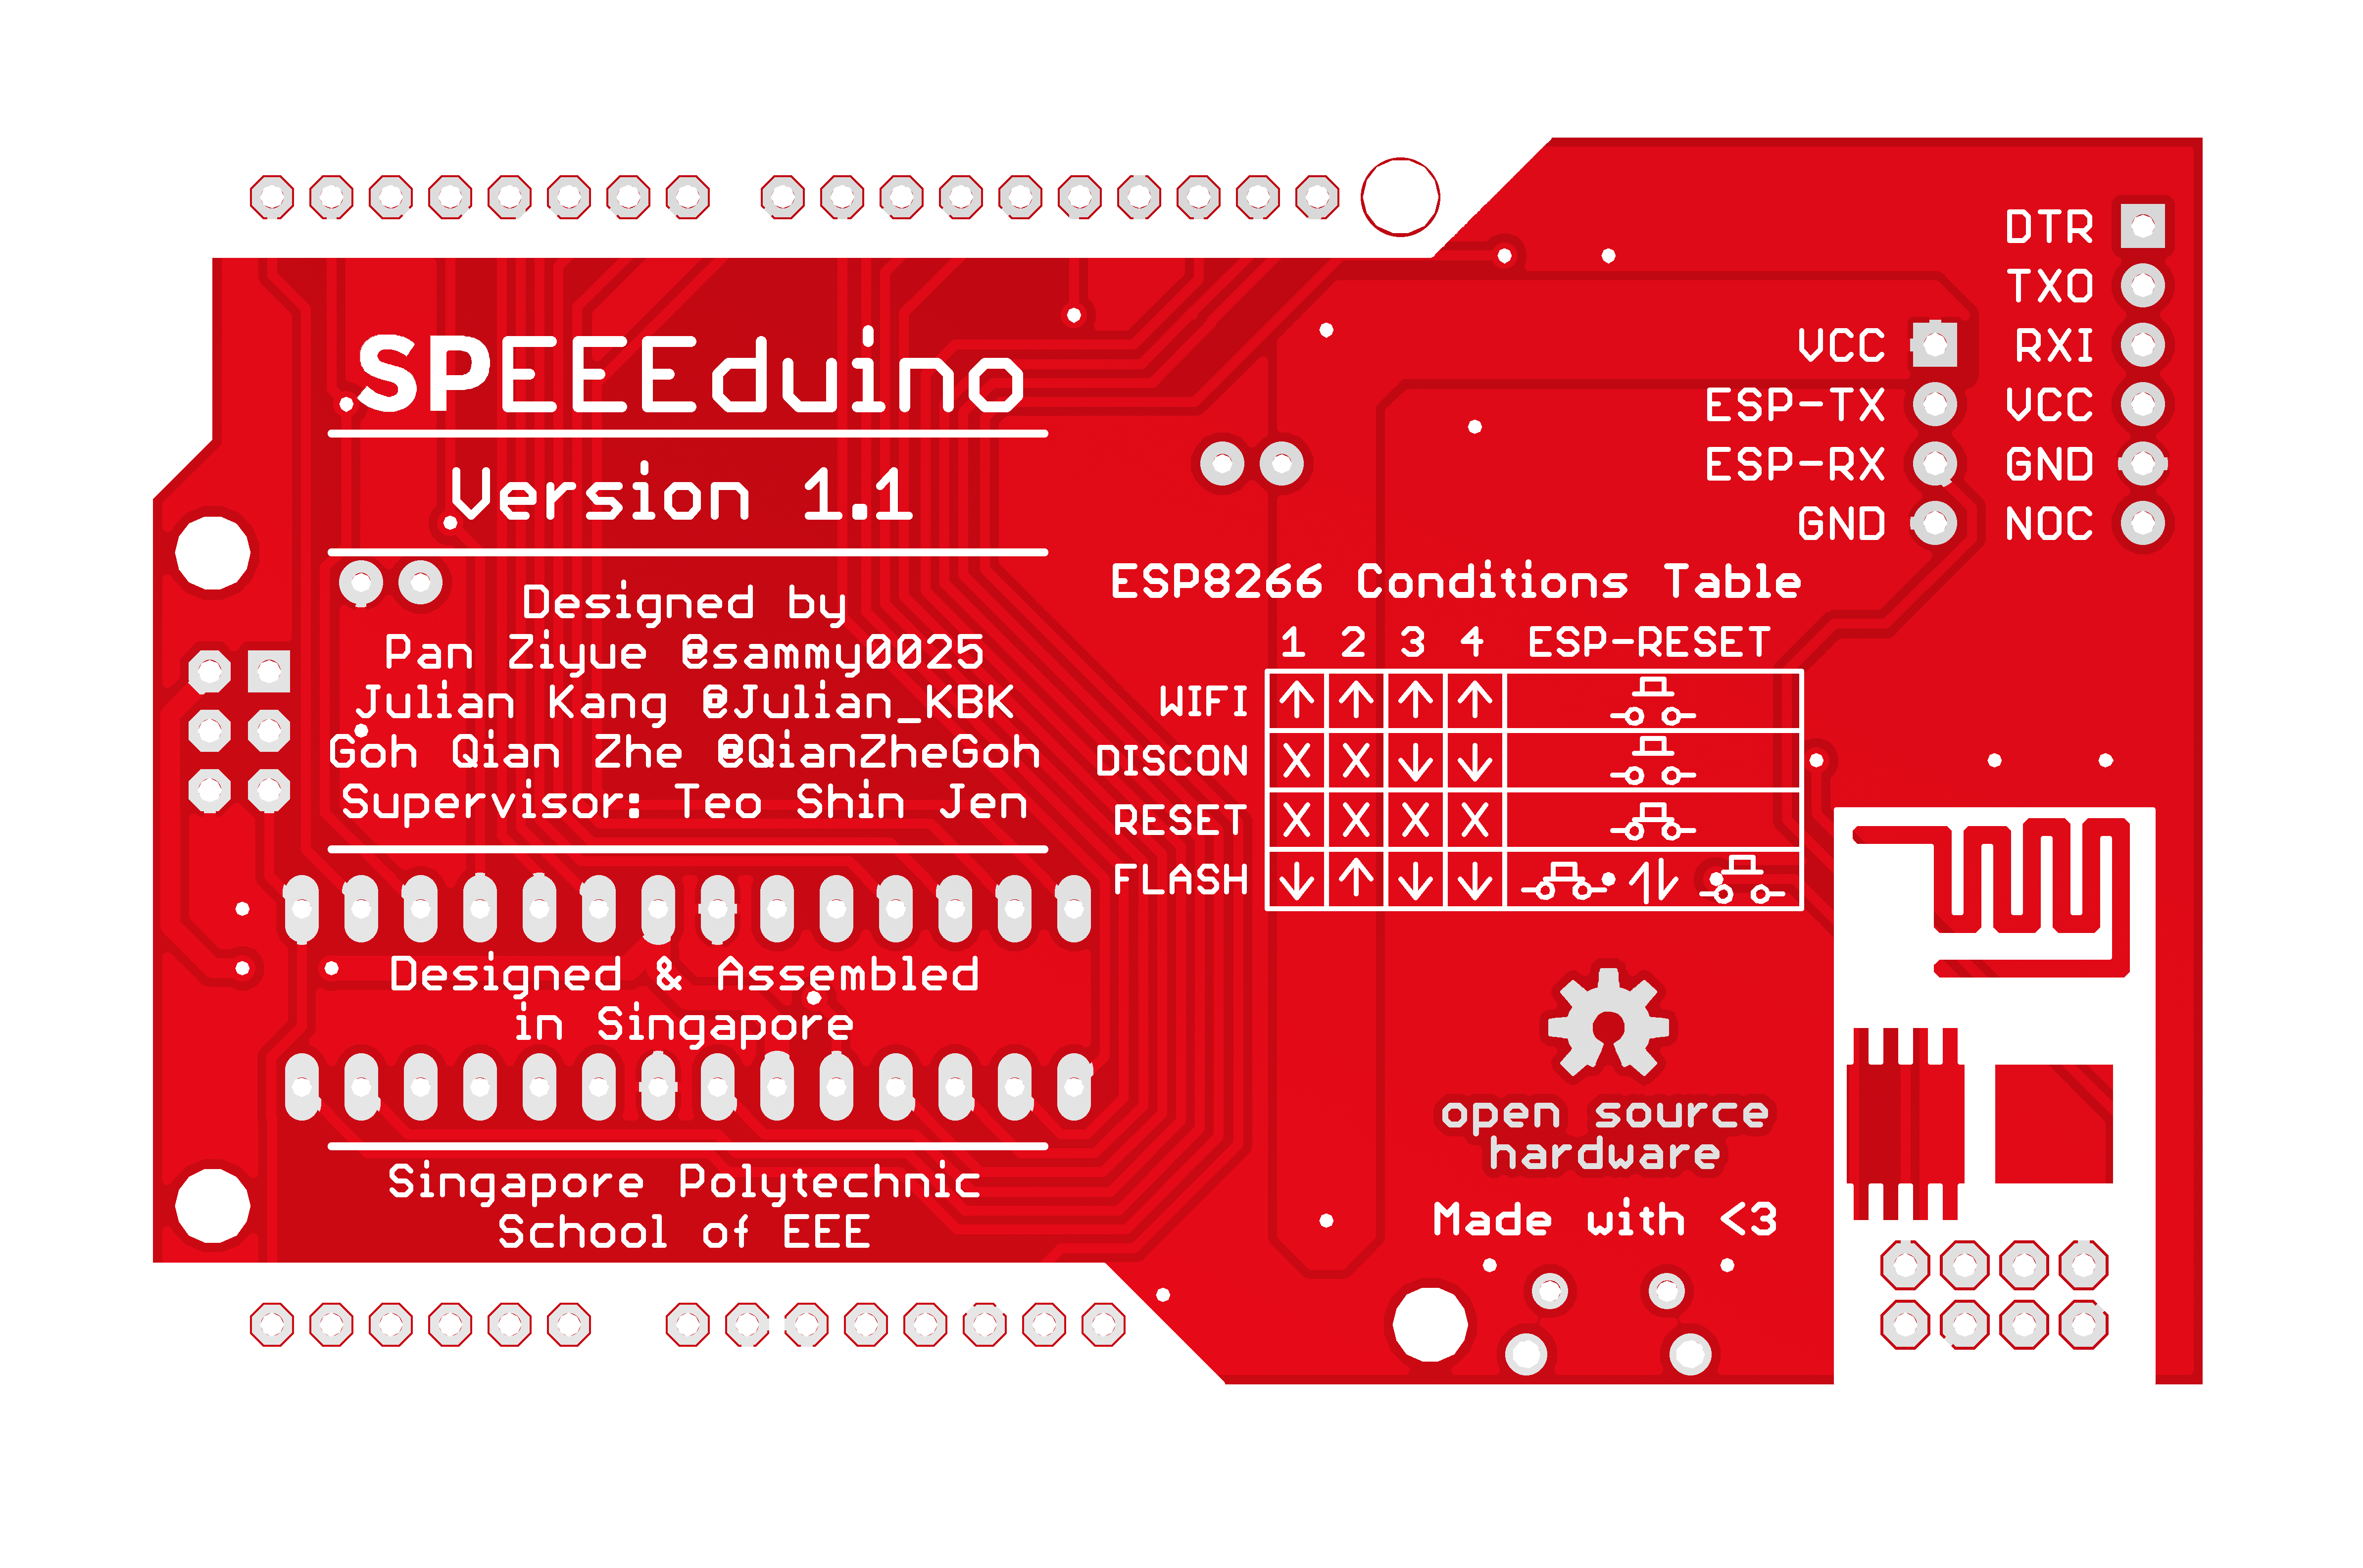 SPEEEduino
Version 1.1
Designed by
Pan Ziyue @sammy0025
Julian Kang @Julian_KBK
Goh Qian Zhe @QianZheGoh
Supervisor: Teo Shin Jen
Designed & Assembled
in Singapore
Singapore Polytechnic
School of EEE
DTR
TXO
RXI
VCC
GND
NOC
VCC
ESP-TX
ESP-RX
GND
ESP8266 Conditions Table
1 2 3 4 ESP-RESET
WIFI ↑ ↑ ↑ ↑
DISCON X X ↓ ↓
RESET X X X X
FLASH ↓ ↑ ↓ ↓
open source
hardware
Made with <3